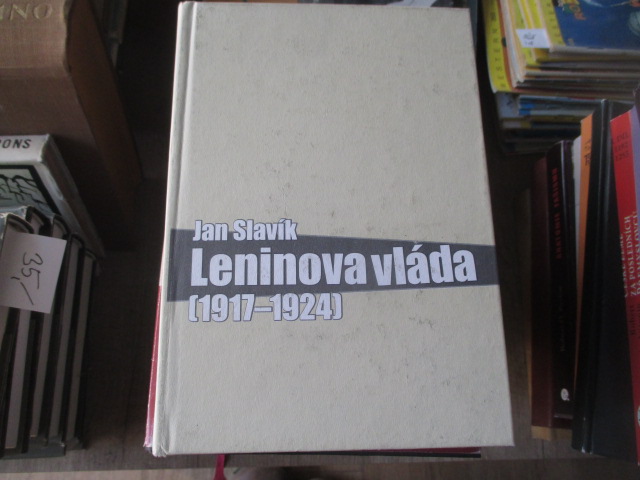 Jan Slavík
Leninova vláda
(1917–1924)
35,/